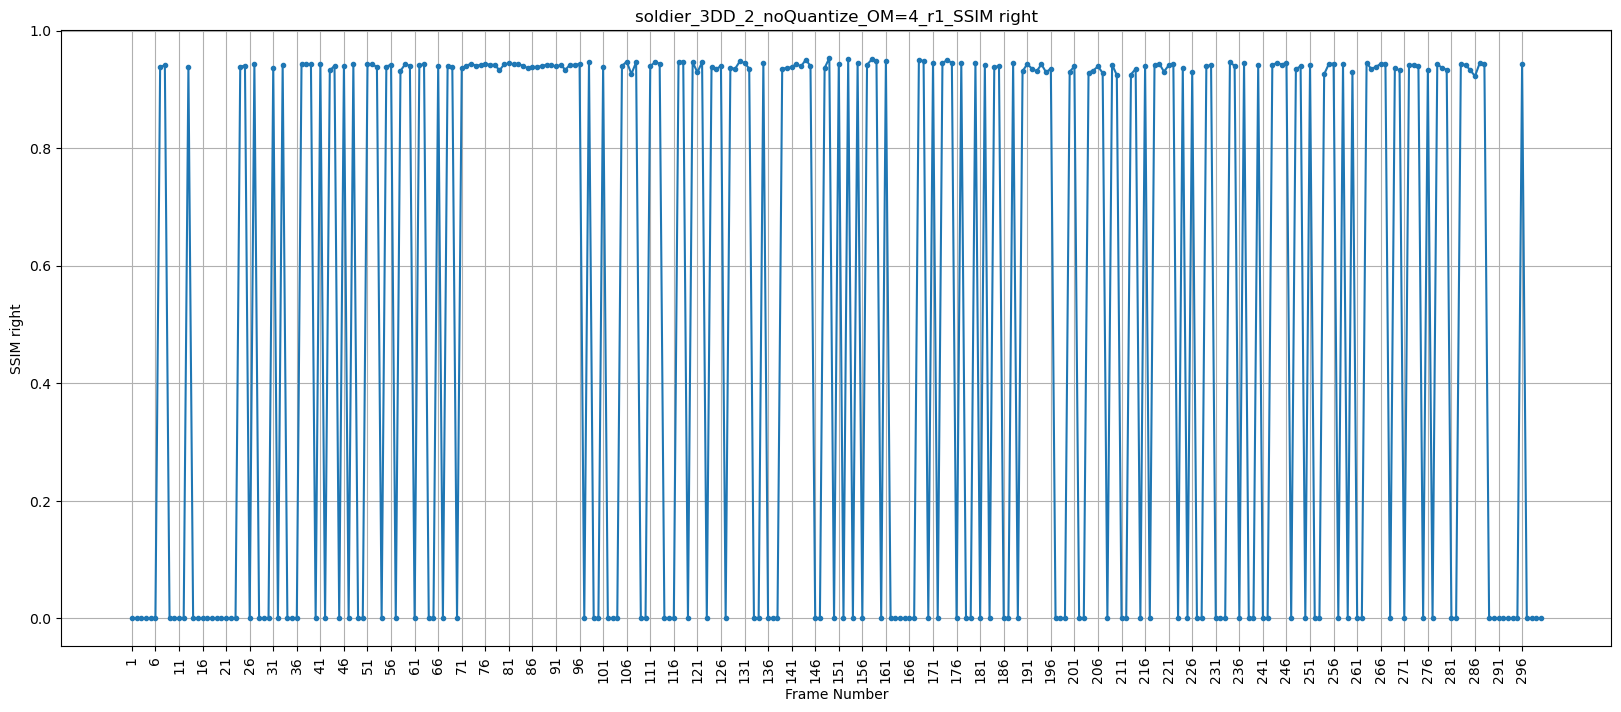 soldier_3DD_2_noQuantize_OM=4_r1_SSIM right
1.0
0.8
0.6
0.4
0.2
0.0
SSIM right
1 6 11 16 21 26 31 36 41 46 51 56 61 66 71 76 81 86 91 96 101 106 111 116 121 126 131 136 141 146 151 156 161 166 171 176 181 186 191 196 201 206 211 216 221 226 231 236 241 246 251 256 261 266 271 276 281 286 291 296
Frame Number